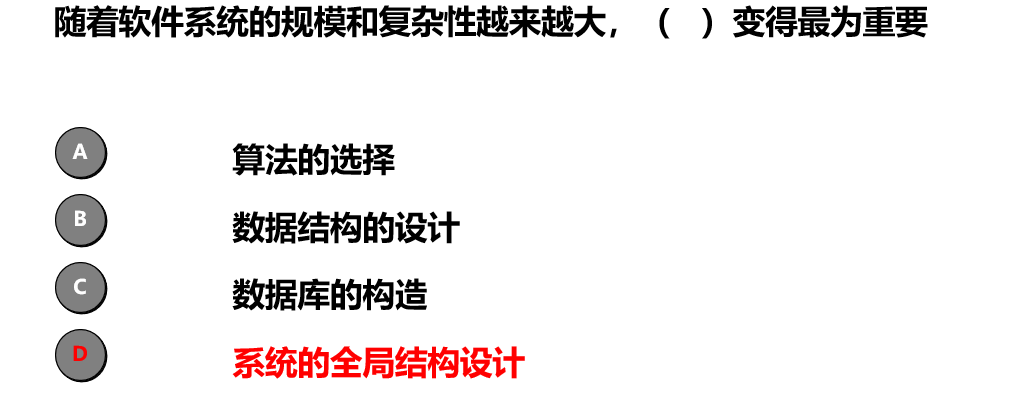 随着软件系统的规模和复杂性越来越大，（ ）变得最为重要
A 算法的选择
B 数据结构的设计
C 数据库的构造
D 系统的全局结构设计